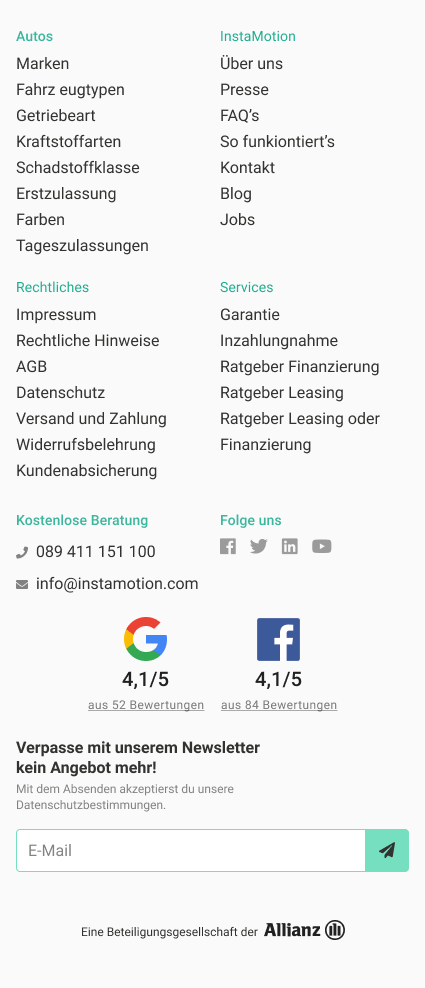 Autos
Marken
Fahrz eugtypen
Getriebeart
Kraftstoffarten
Schadstoffklasse
Erstzulassung
Farben
Tageszulassungen
InstaMotion
Über uns
Presse
FAQ’s
So funkiontiert’s
Kontakt
Blog
Jobs
Rechtliches
Impressum
Rechtliche Hinweise
AGB
Datenschutz
Versand und Zahlung
Widerrufsbelehrung
Kundenabsicherung
Services
Garantie
Inzahlungnahme
Ratgeber Finanzierung
Ratgeber Leasing
Ratgeber Leasing oder
Finanzierung
Kostenlose Beratung
089 411 151 100
info@instamotion.com
Folge uns
4,1/5
aus 52 Bewertungen
4,1/5
aus 84 Bewertungen
Verpasse mit unserem Newsletter
kein Angebot mehr!
Mit dem Absenden akzeptierst du unsere
Datenschutzbestimmungen.
E-Mail
Eine Beteiligungsgesellschaft der Allianz